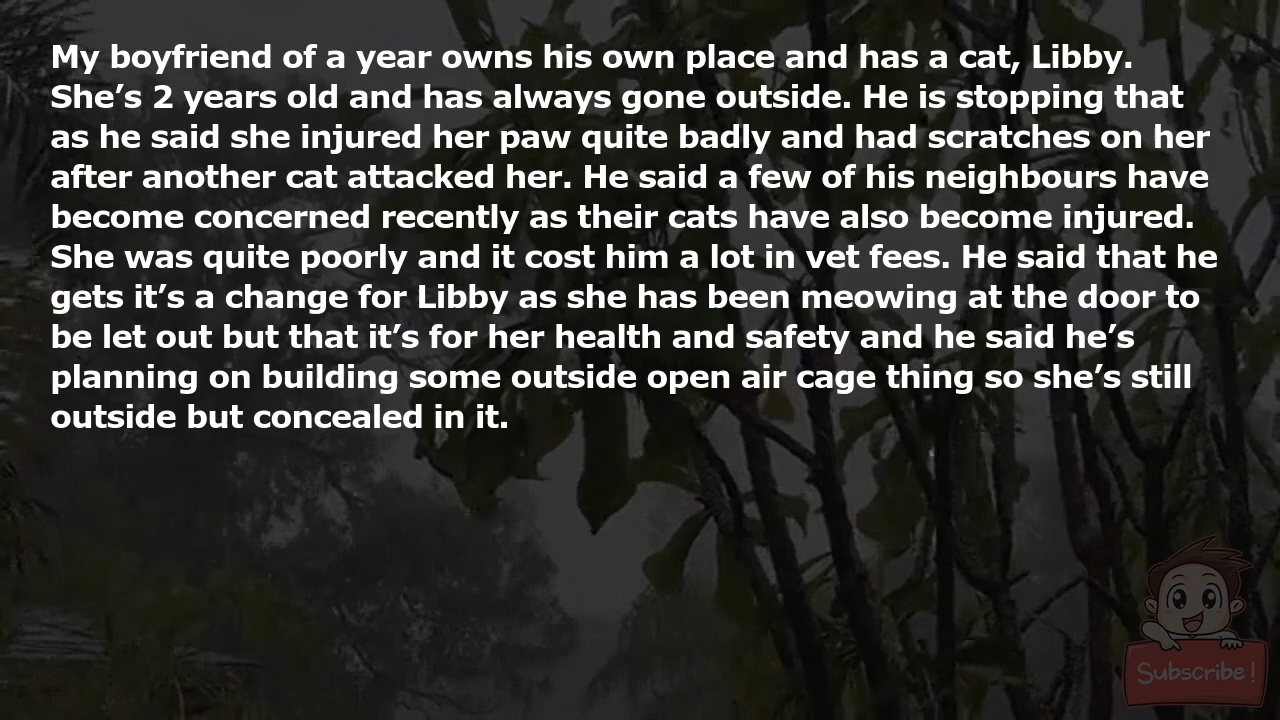 My boyfriend of a year owns his own place and has a cat, Libby.
She’s 2 years old and has always gone outside. He is stopping that
as he said she injured her paw quite badly and had scratches on her
after another cat attacked her. He said a few of his neighbours have
become concerned recently as their cats have also become injured.
She was quite poorly and it cost him a lot in vet fees. He said that he
gets it’s a change for Libby as she has been meowing at the door to
be let out but that it’s for her health and safety and he said he’s
planning on building some outside open air cage thing so she’s still
outside but concealed in it.
Subscribe!